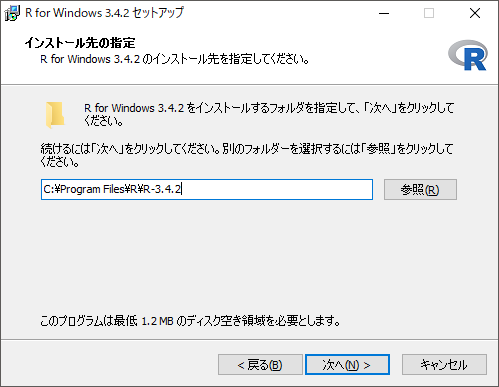 R for Windows 3.4.2 セットアップ
インストール先の指定
R for Windows 3.4.2 のインストール先を指定してください。
R
R for Windows 3.4.2 をインストールするフォルダを指定して、「次へ」をクリックして
ください。
続けるには「次へ」をクリックしてください。別のフォルダーを選択するには「参照」をクリックして
ください。
C:¥Program Files¥R¥R-3.4.2
参照(R)
このプログラムは最低 1.2 MB のディスク空き領域を必要とします。
< 戻る(B)
次へ(N) >
キャンセル